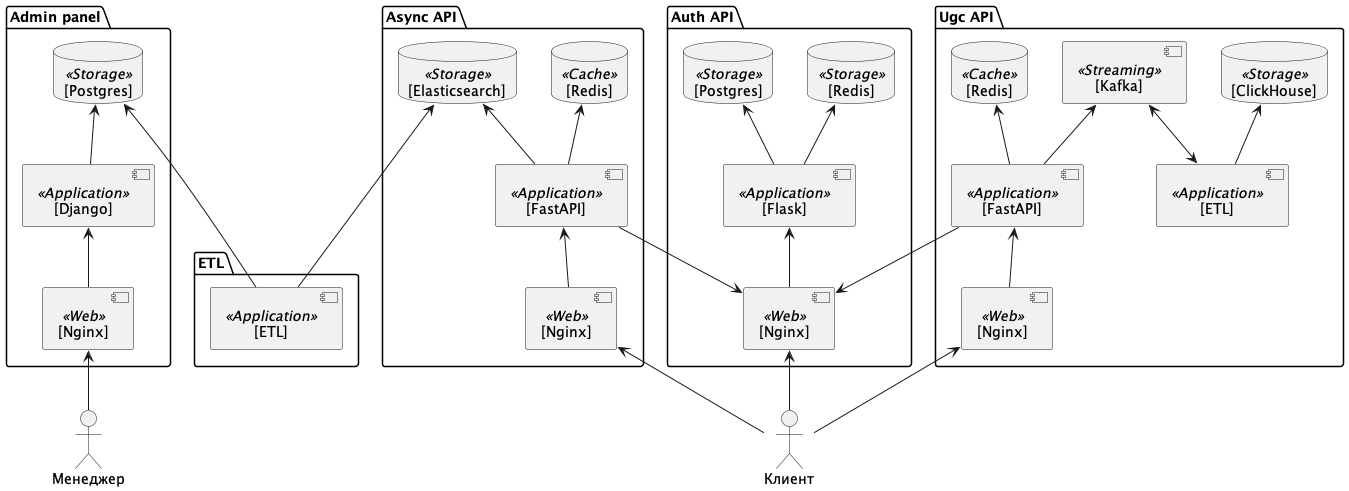 Admin panel
«Storage»
[Postgres]
«Application»
[Django]
«Web»
[Nginx]
Менеджер
ETL
«Application»
[ETL]
Async API
«Storage»
[Elasticsearch]
«Cache»
[Redis]
«Application»
[FastAPI]
«Web»
[Nginx]
Auth API
«Storage»
[Postgres]
«Storage»
[Redis]
«Application»
[Flask]
«Web»
[Nginx]
Клиент
Ugc API
«Cache»
[Redis]
«Streaming»
[Kafka]
«Storage»
[ClickHouse]
«Application»
[FastAPI]
«Application»
[ETL]
«Web»
[Nginx]